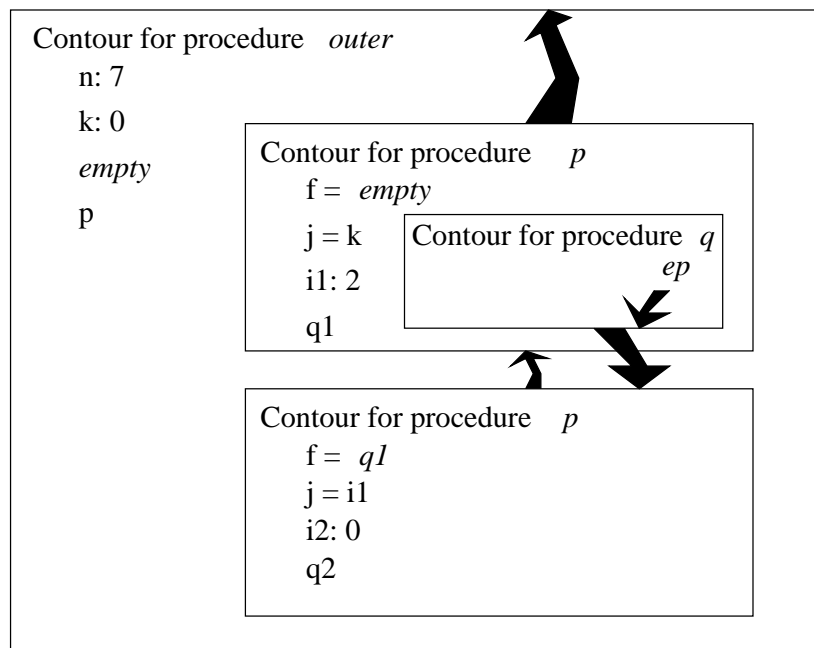 Contour for procedure outer
n: 7
k: 0
empty
p
Contour for procedure p
f = empty
j = k
i1: 2
q1
Contour for procedure q
ep
Contour for procedure p
f = q1
j = i1
i2: 0
q2